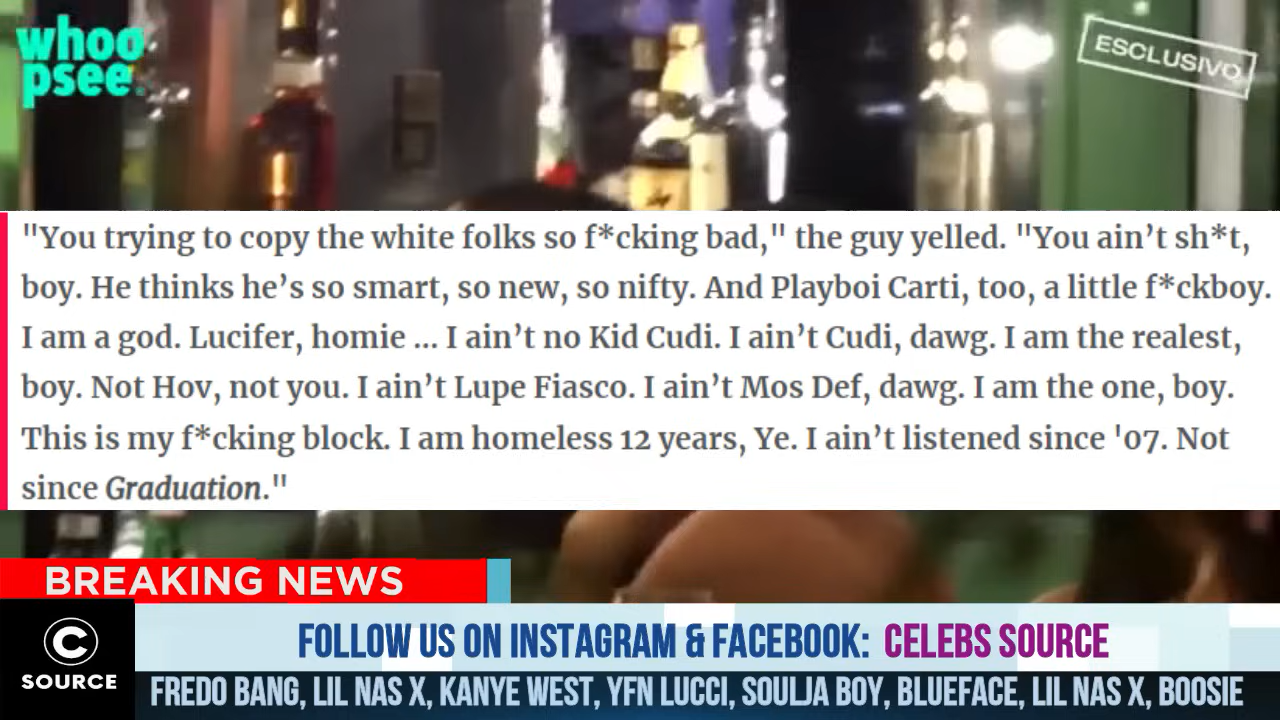 whoo
psee.
ESCLUSIVO
"You trying to copy the white folks so f*cking bad," the guy yelled. "You ain’t sh*t,
boy. He thinks he’s so smart, so new, so nifty. And Playboi Carti, too, a little f*ckboy.
I am a god. Lucifer, homie ... I ain’t no Kid Cudi. I ain’t Cudi, dawg. I am the realest,
boy. Not Hov, not you. I ain’t Lupe Fiasco. I ain’t Mos Def, dawg. I am the one, boy.
This is my f*cking block. I am homeless 12 years, Ye. I ain’t listened since '07. Not
since Graduation."
BREAKING NEWS
C
SOURCE
FOLLOW US ON INSTAGRAM & FACEBOOK: CELEBS SOURCE
FREDO BANG, LIL NAS X, KANYE WEST, YFN LUCCI, SOULJA BOY, BLUEFACE, LIL NAS X, BOOSIE